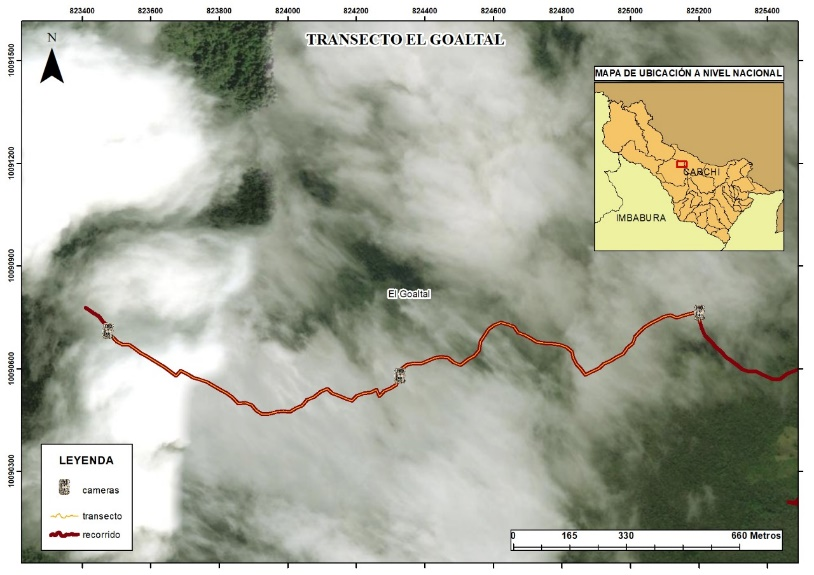 823400 823600 823800 824000 824200 824400 824600 824800 825000 825200 825400
TRANSECTO EL GOALTAL
N
MAPA DE UBICACIÓN A NIVEL NACIONAL
CARCHI
IMBABURA
10091500
10091200
10090900
10090600
10090300
El Goaltal
LEYENDA
cameras
transecto
recorrido
0 165 330 660 Metros